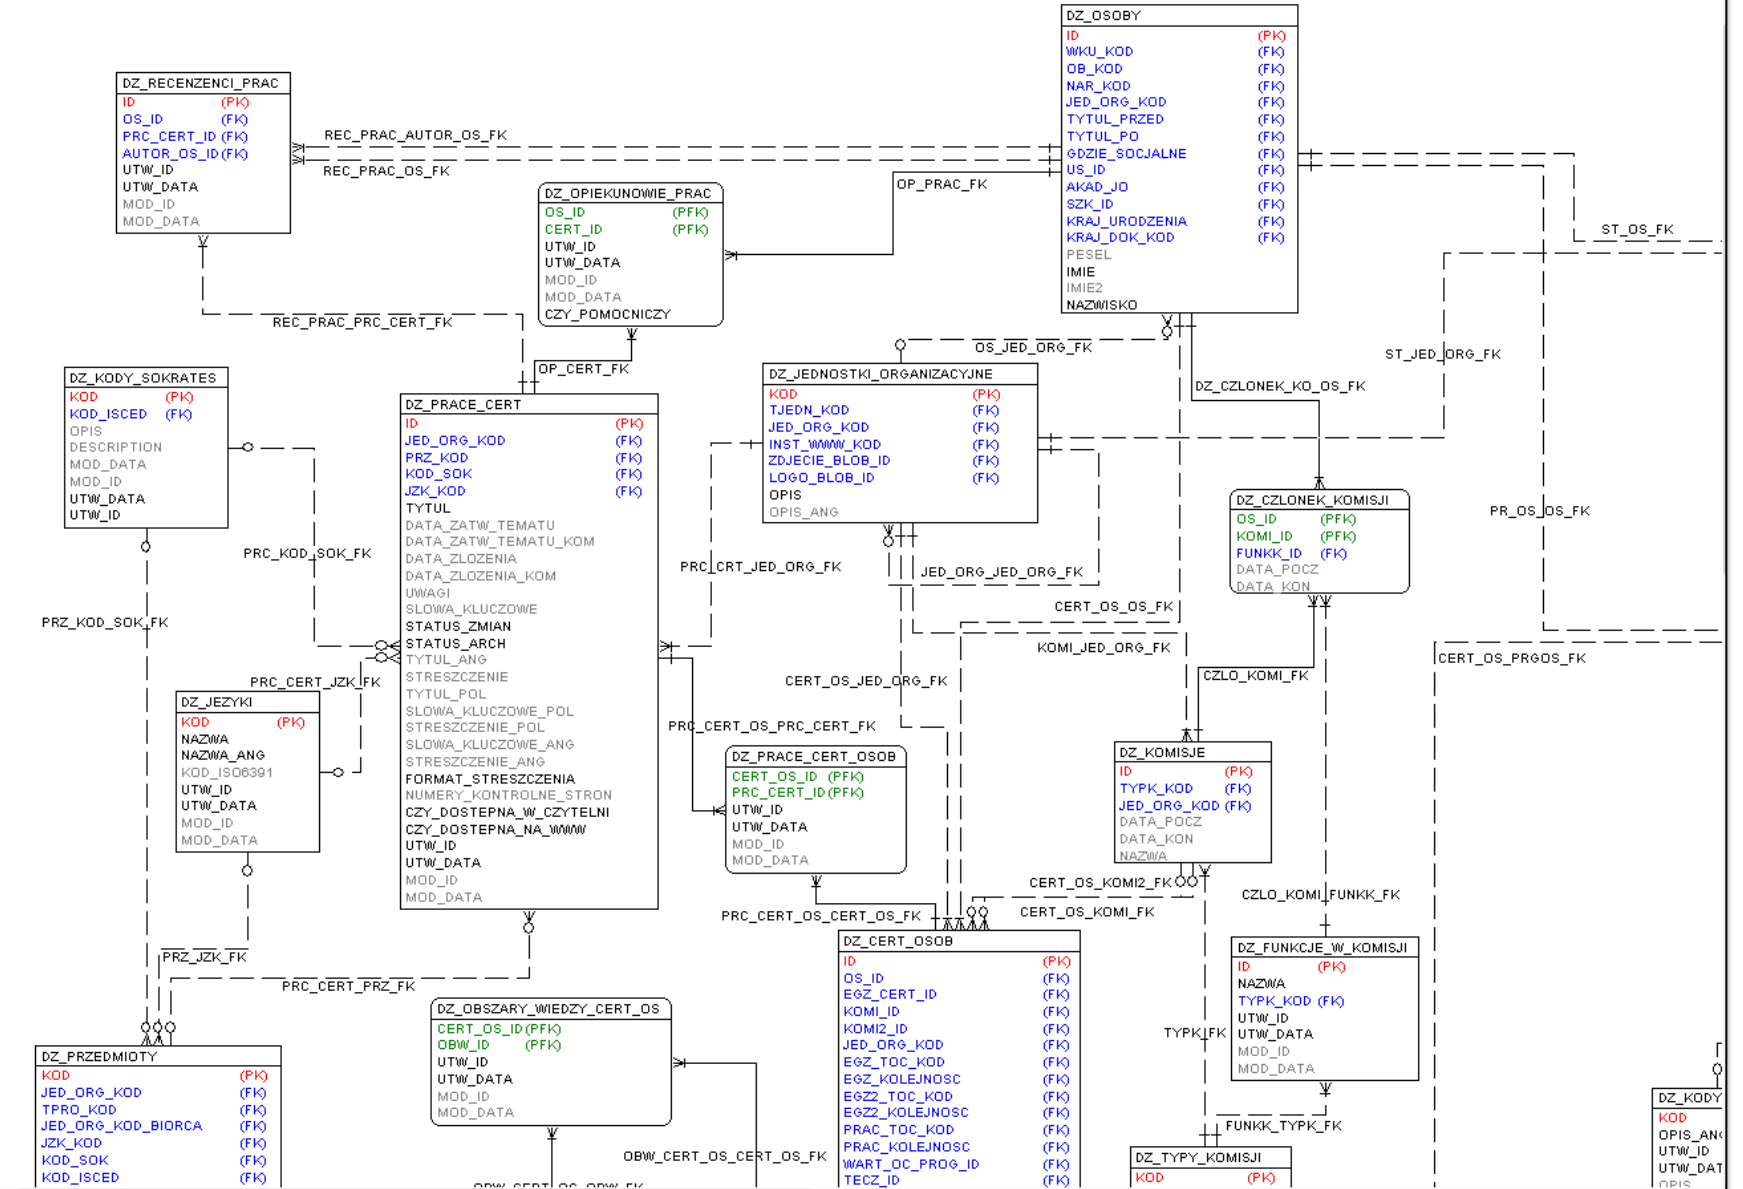 DZ_OSOBY
ID (PK)
WKU_KOD (FK)
OB_KOD (FK)
NAR_KOD (FK)
JED_ORG_KOD (FK)
TYTUL_PRZED (FK)
TYTUL_PO (FK)
GDZIE_SOCJALNE (FK)
US_ID (FK)
AKAD_JO (FK)
SZK_ID (FK)
KRAJ_URODZENIA (FK)
KRAJ_DOK_KOD (FK)
PESEL
IMIE
IMIE2
NAZWISKO
DZ_RECENZENCI_PRAC
ID (PK)
OS_ID (FK)
PRC_CERT_ID (FK)
AUTOR_OS_ID (FK)
UTW_ID
UTW_DATA
MOD_ID
MOD_DATA
REC_PRAC_AUTOR_OS_FK
REC_PRAC_OS_FK
OP_PRAC_FK
DZ_OPIEKUNOWIE_PRAC
OS_ID (PFK)
CERT_ID (PFK)
UTW_ID
UTW_DATA
MOD_ID
MOD_DATA
CZY_POMOCNICZY
ST_OS_FK
REC_PRAC_PRC_CERT_FK
OP_CERT_FK
OS_JED_ORG_FK
ST_JED_ORG_FK
DZ_CZLONEK_KO_OS_FK
DZ_KODY_SOKRATES
KOD (PK)
KOD_ISCED (FK)
OPIS
DESCRIPTION
MOD_DATA
MOD_ID
UTW_DATA
UTW_ID
DZ_PRACE_CERT
ID (PK)
JED_ORG_KOD (FK)
PRZ_KOD (FK)
KOD_SOK (FK)
JZK_KOD (FK)
TYTUL
DATA_ZATW_TEMATU
DATA_ZATW_TEMATU_KOM
DATA_ZLOZENIA
DATA_ZLOZENIA_KOM
UWAGI
SLOWA_KLUCZOWE
STATUS_ZMIAN
STATUS_ARCH
TYTUL_ANG
STRESZCZENIE
TYTUL_POL
SLOWA_KLUCZOWE_POL
STRESZCZENIE_POL
SLOWA_KLUCZOWE_ANG
STRESZCZENIE_ANG
FORMAT_STRESZCZENIA
NUMERY_KONTROLNE_STRON
CZY_DOSTEPNA_W_CZYTELNI
CZY_DOSTEPNA_NA_WWW
UTW_ID
UTW_DATA
MOD_ID
MOD_DATA
DZ_JEDNOSTKI_ORGANIZACYJNE
KOD (PK)
TJEDN_KOD (FK)
JED_ORG_KOD (FK)
INST_WWW_KOD (FK)
ZDJECIE_BLOB_ID (FK)
LOGO_BLOB_ID (FK)
OPIS
OPIS_ANG
DZ_CZLONEK_KOMISJI
OS_ID (PFK)
KOMI_ID (PFK)
FUNKK_ID (FK)
DATA_POCZ
DATA_KON
PR_OS_OS_FK
PRC_KOD_SOK_FK
PRC_CRT_JED_ORG_FK
JED_ORG_JED_ORG_FK
CERT_OS_OS_FK
PRZ_KOD_SOK_FK
KOMI_JED_ORG_FK
CERT_OS_PRGOS_FK
CZLO_KOMI_FK
PRC_CERT_JZK_FK
CERT_OS_JED_ORG_FK
DZ_JEZYKI
KOD (PK)
NAZWA
NAZWA_ANG
KOD_ISO6391
UTW_ID
UTW_DATA
MOD_ID
MOD_DATA
PRC_CERT_OS_PRC_CERT_FK
DZ_PRACE_CERT_OSOB
CERT_OS_ID (PFK)
PRC_CERT_ID (PFK)
UTW_ID
UTW_DATA
MOD_ID
MOD_DATA
DZ_KOMISJE
ID (PK)
TYPK_KOD (FK)
JED_ORG_KOD (FK)
DATA_POCZ
DATA_KON
NAZWA
CERT_OS_KOMI2_FK
CERT_OS_KOMI_FK
CZLO_KOMI_FUNKK_FK
PRC_CERT_OS_CERT_OS_FK
PRZ_JZK_FK
PRC_CERT_PRZ_FK
DZ_CERT_OSOB
ID (PK)
OS_ID (FK)
EGZ_CERT_ID (FK)
KOMI_ID (FK)
KOMI2_ID (FK)
JED_ORG_KOD (FK)
EGZ_TOC_KOD (FK)
EGZ_KOLEJNOSC (FK)
EGZ2_TOC_KOD (FK)
EGZ2_KOLEJNOSC (FK)
PRAC_TOC_KOD (FK)
PRAC_KOLEJNOSC (FK)
WART_OC_PROG_ID (FK)
TECZ_ID (FK)
DZ_FUNKCJE_W_KOMISJI
ID (PK)
NAZWA
TYPK_KOD (FK)
UTW_ID
UTW_DATA
MOD_ID
MOD_DATA
TYPK_FK
FUNKK_TYPK_FK
DZ_OBSZARY_WIEDZY_CERT_OS
CERT_OS_ID (PFK)
OBW_ID (PFK)
UTW_ID
UTW_DATA
MOD_ID
MOD_DATA
DZ_PRZEDMIOTY
KOD (PK)
JED_ORG_KOD (FK)
TPRO_KOD (FK)
JED_ORG_KOD_BIORCA (FK)
JZK_KOD (FK)
KOD_SOK (FK)
KOD_ISCED (FK)
OBW_CERT_OS_CERT_OS_FK
OBW_CERT_OS_OBW_FK
DZ_TYPY_KOMISJI
KOD (PK)
DZ_KODY
KOD
OPIS_AN
UTW_ID
UTW_DAT
OPIS